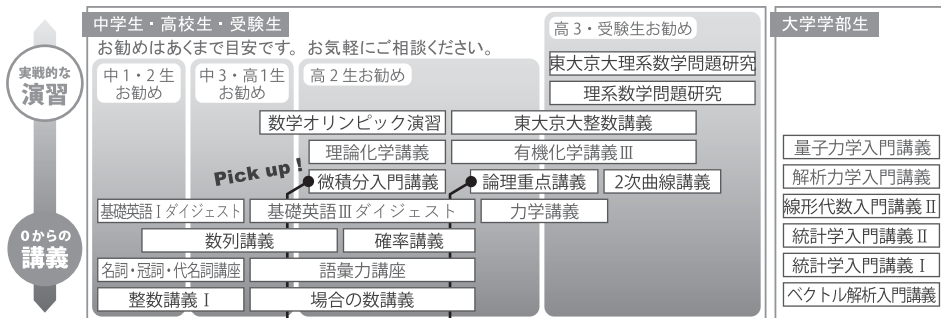 中学生・高校生・受験生
お勧めはあくまで目安です。お気軽にご相談ください。
実戦的な
演習
0からの
講義
中1・2生
お勧め
中3・高1生
お勧め
高2生お勧め
高3・受験生お勧め
東大京大理系数学問題研究
理系数学問題研究
数学オリンピック演習
東大京大整数講義
理論化学講義
有機化学講義Ⅲ
Pick up !
微積分入門講義
論理重点講義
2次曲線講義
基礎英語Ⅰダイジェスト
基礎英語Ⅲダイジェスト
力学講義
数列講義
確率講義
名詞・冠詞・代名詞講座
語彙力講座
整数講義Ⅰ
場合の数講義
大学学部生
量子力学入門講義
解析力学入門講義
線形代数入門講義Ⅱ
統計学入門講義Ⅱ
統計学入門講義Ⅰ
ベクトル解析入門講義